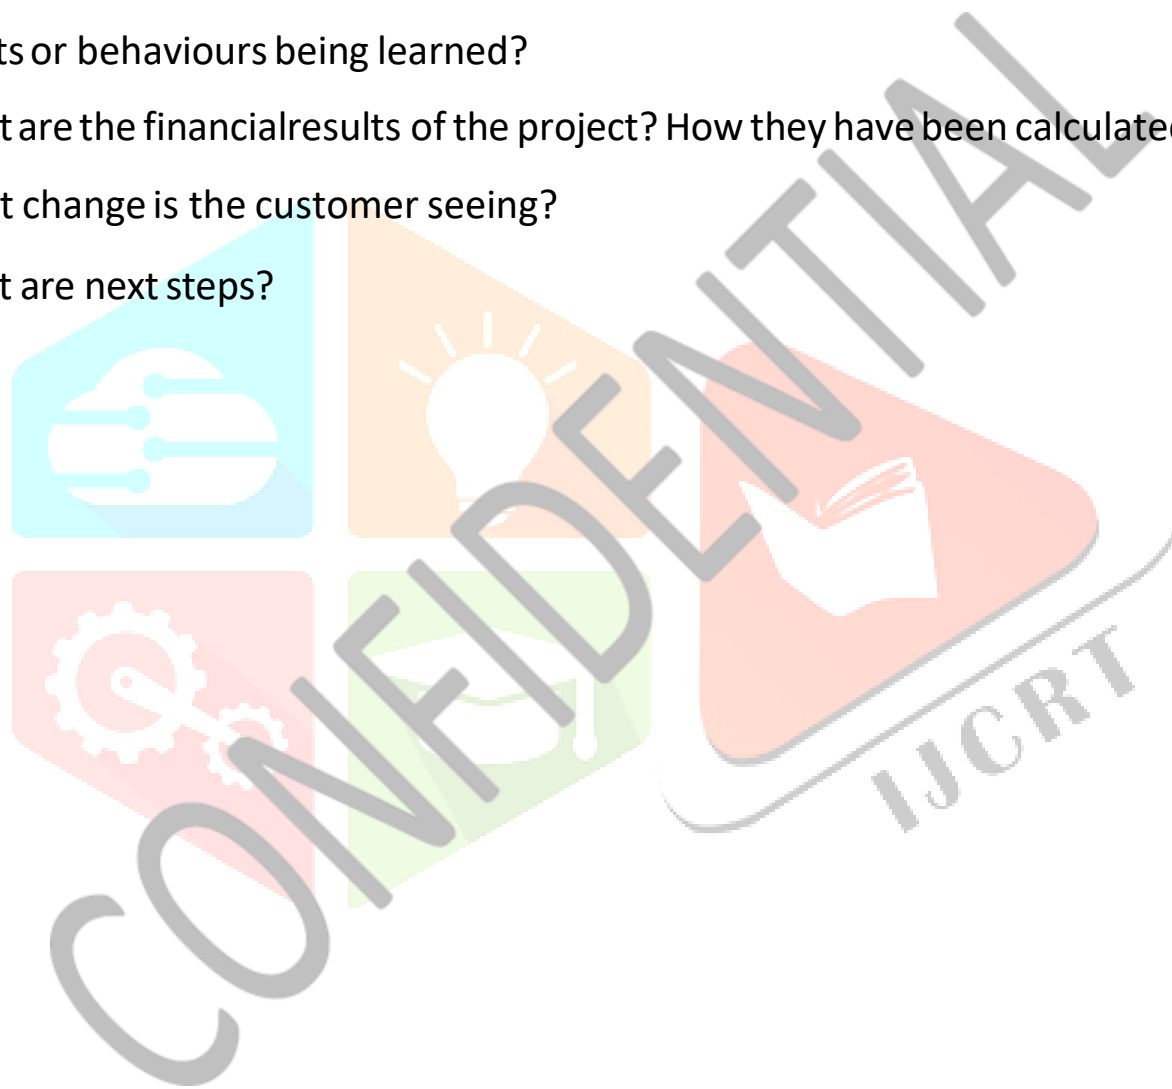 ts or behaviours being learned?
t are the financialresults of the project? How they have been calculated
t change is the customer seeing?
t are next steps?
CONFIDENTIAL
IJCRT